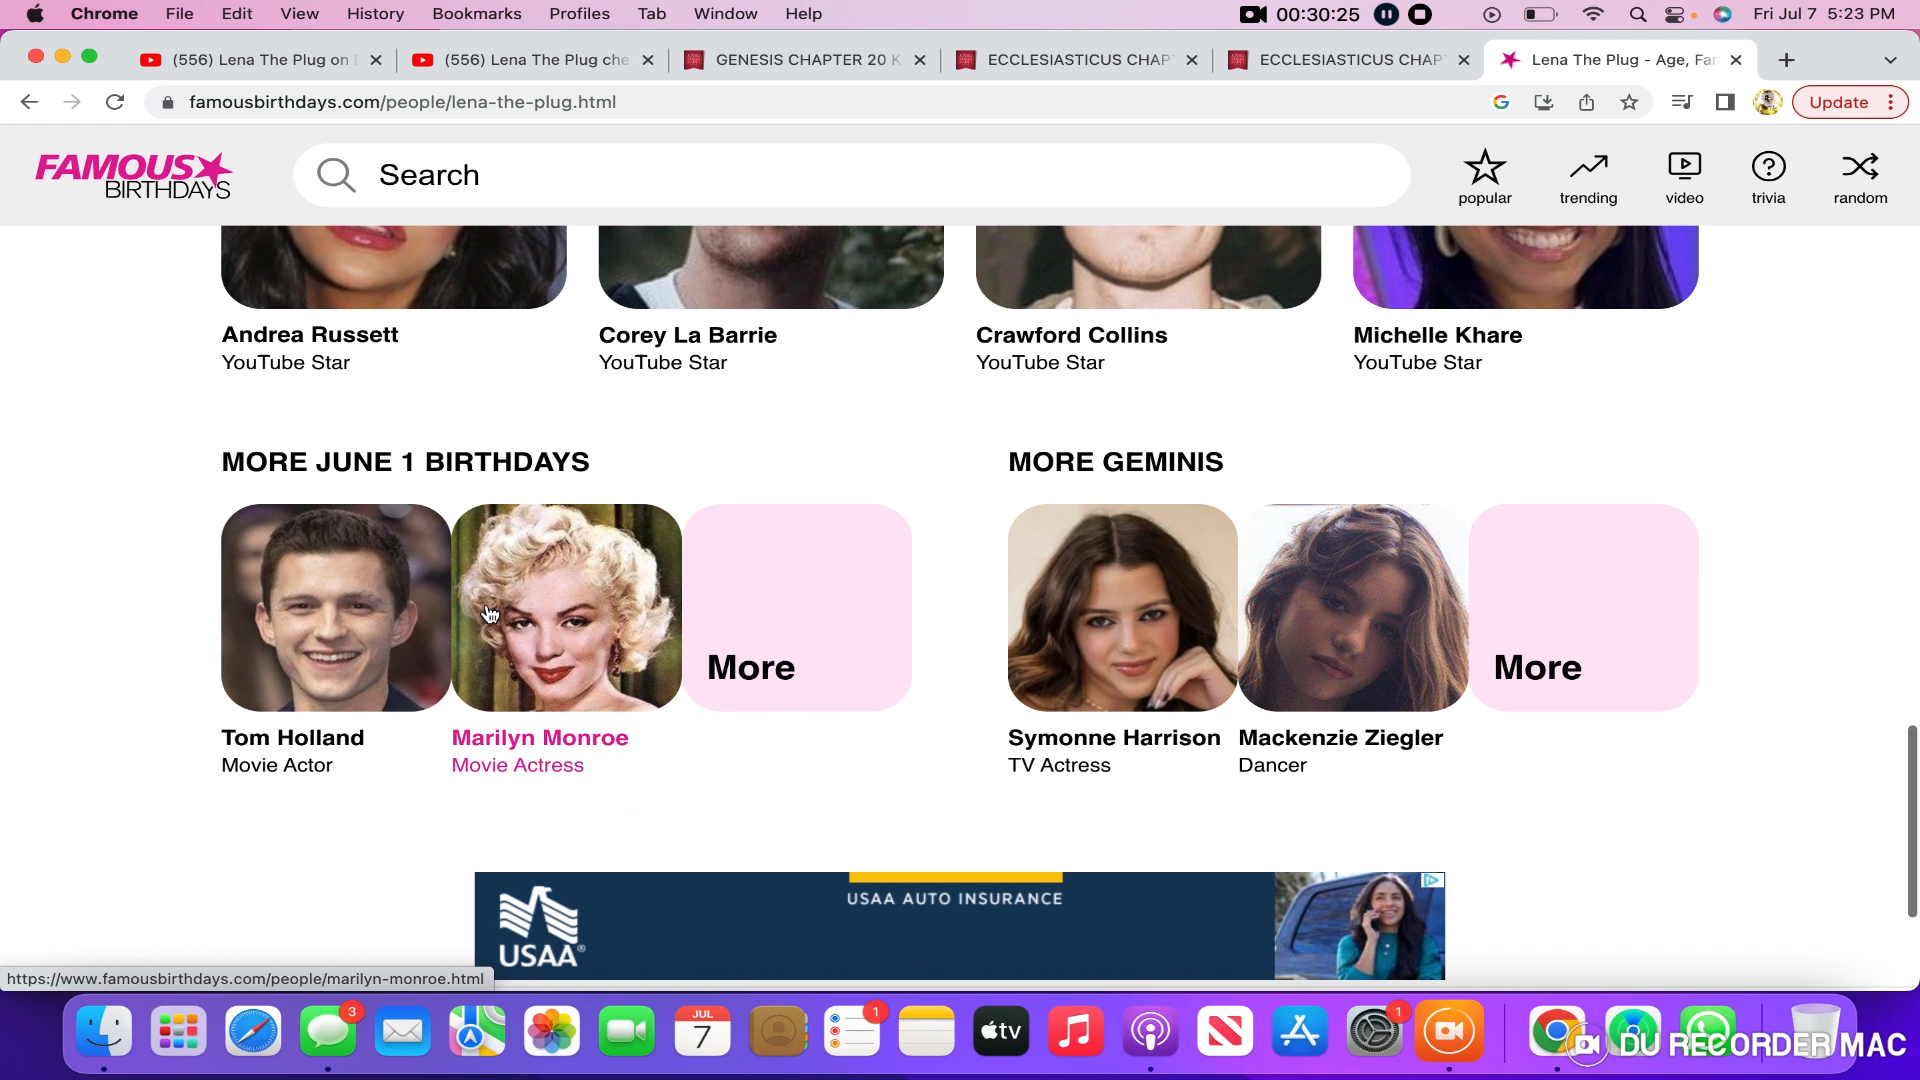 Chrome File Edit View History Bookmarks Profiles Tab Window Help 00:30:25 Fri Jul 7 5:23 PM
(556) Lena The Plug on (556) Lena The Plug che GENESIS CHAPTER 20 K ECCLESIASTICUS CHAP ECCLESIASTICUS CHAP Lena The Plug - Age, Fam
famousbirthdays.com/people/lena-the-plug.html Update
FAMOUS
BIRTHDAYS
Search
popular trending video trivia random
Andrea Russett Corey La Barrie Crawford Collins Michelle Khare
YouTube Star YouTube Star YouTube Star YouTube Star
MORE JUNE 1 BIRTHDAYS MORE GEMINIS
More More
Tom Holland Marilyn Monroe Symonne Harrison Mackenzie Ziegler
Movie Actor Movie Actress TV Actress Dancer
USAA AUTO INSURANCE
USAA®
https://www.famousbirthdays.com/people/marilyn-monroe.html
3 JUL 7 1 tv 1
DU RECORDER MAC